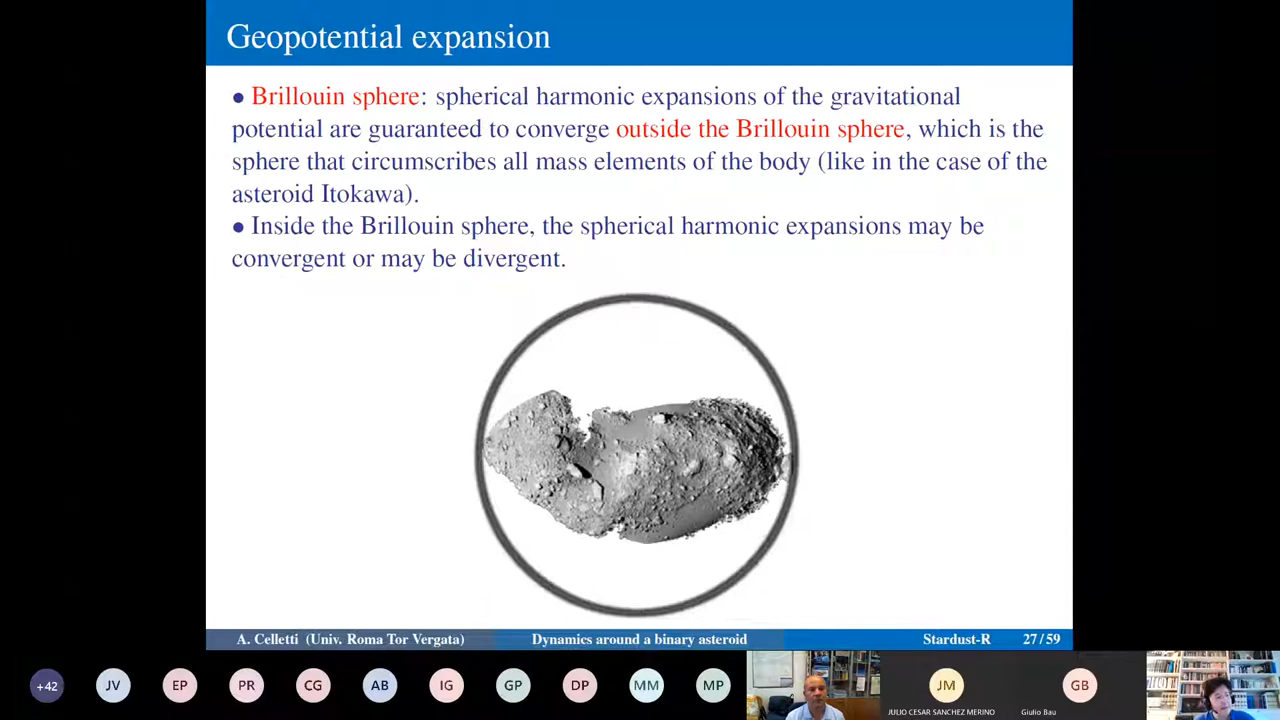 Geopotential expansion
● Brillouin sphere: spherical harmonic expansions of the gravitational
potential are guaranteed to converge outside the Brillouin sphere, which is the
sphere that circumscribes all mass elements of the body (like in the case of the
asteroid Itokawa).
● Inside the Brillouin sphere, the spherical harmonic expansions may be
convergent or may be divergent.
A. Celletti (Univ. Roma Tor Vergata) Dynamics around a binary asteroid Stardust-R 27 / 59
+42 JV EP PR CG AB IG GP DP MM MP JM GB
JULIO CESAR SANCHEZ MERINO Giulio Bau